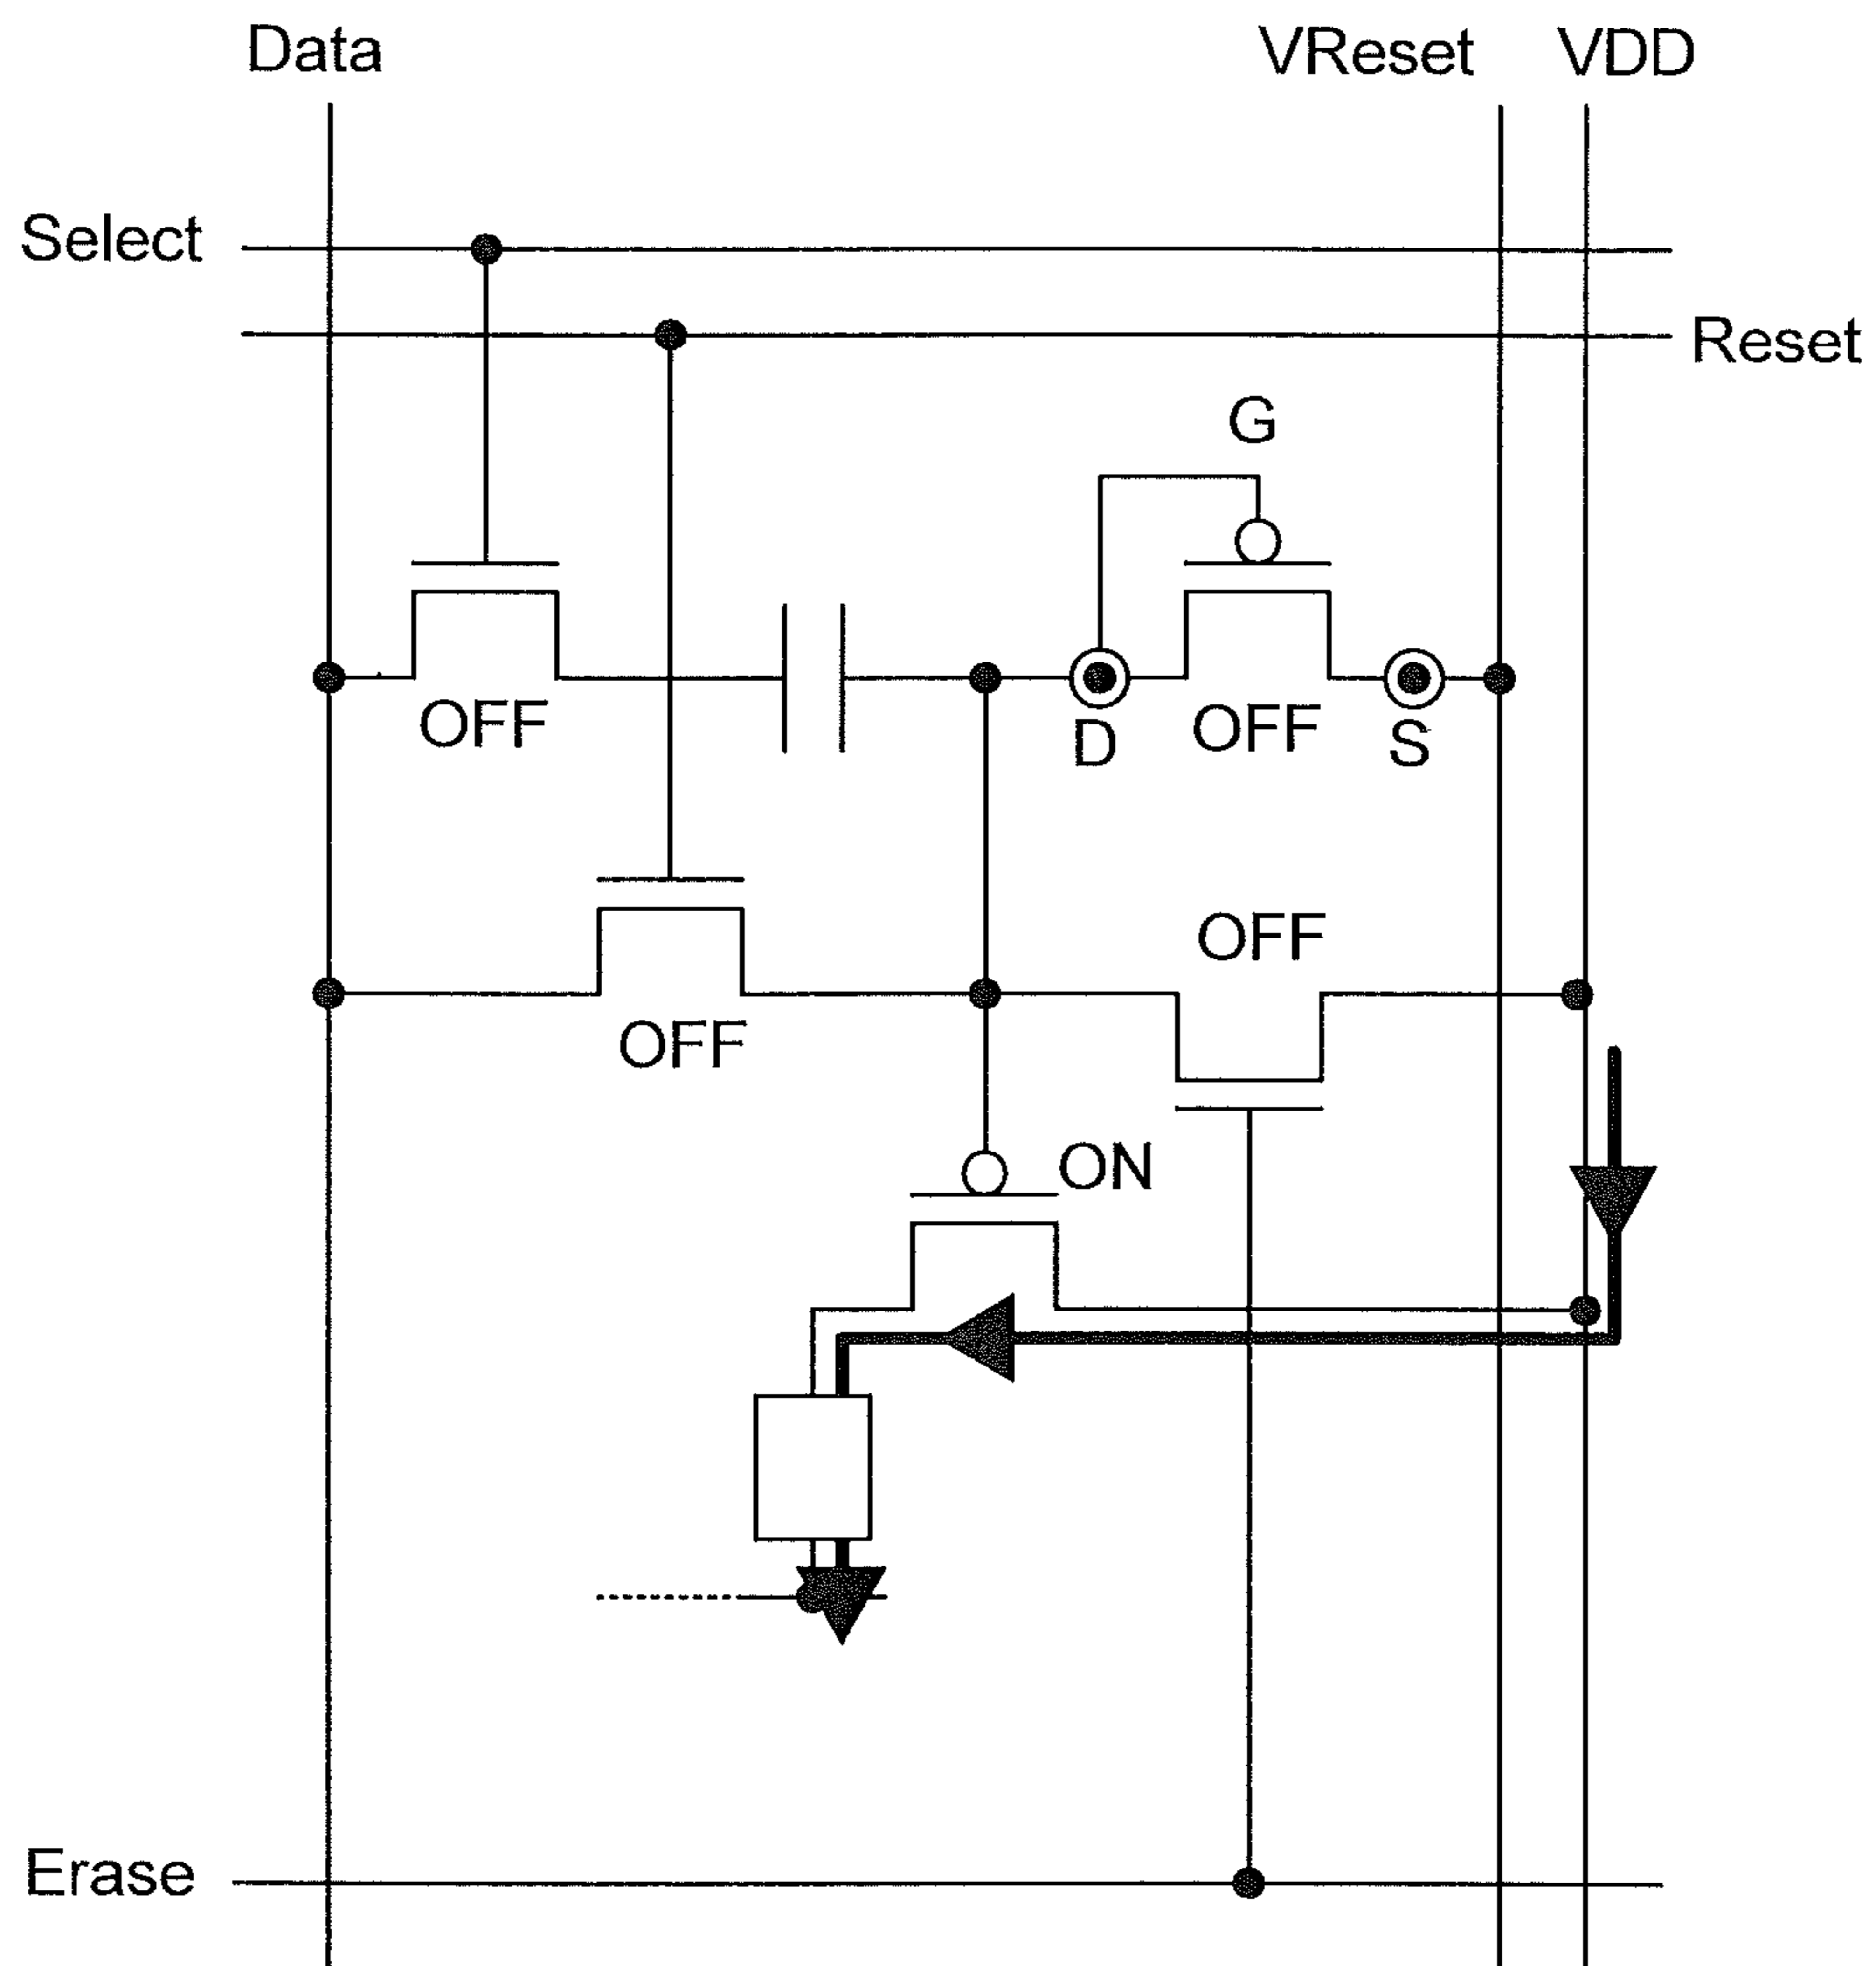 Data
VReset
VDD
Select
Reset
G
OFF
D
OFF
S
OFF
OFF
ON
Erase